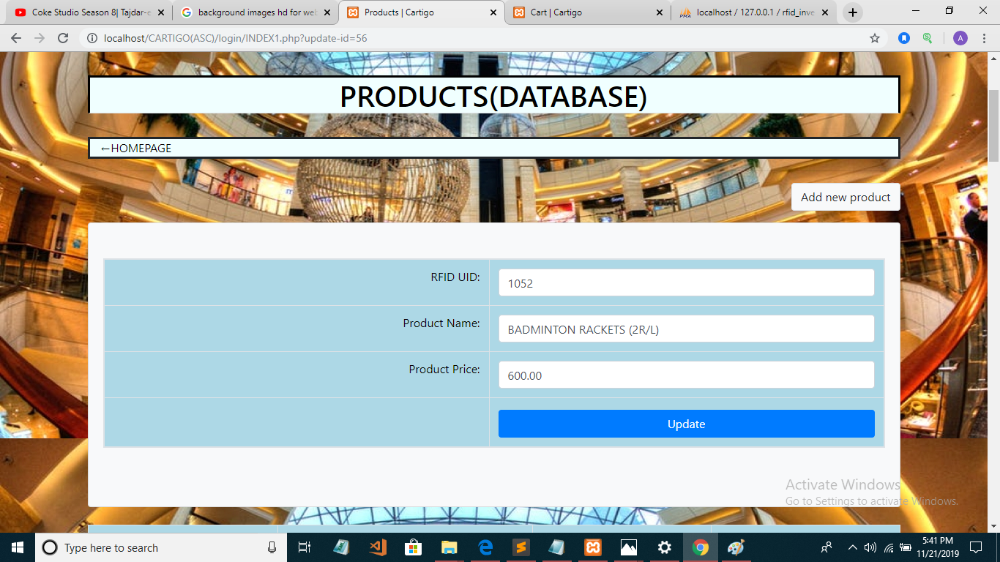 Coke Studio Season 8| Tajdar-e
background images hd for web
Products | Cartigo
Cart | Cartigo
localhost / 127.0.0.1 / rfid_inve
localhost/CARTIGO(ASC)/login/INDEX1.php?update-id=56
A
PRODUCTS(DATABASE)
←HOMEPAGE
Add new product
RFID UID:
1052
Product Name:
BADMINTON RACKETS (2R/L)
Product Price:
600.00
Update
Activate Windows
Go to Settings to activate Windows.
Type here to search
5:41 PM
11/21/2019